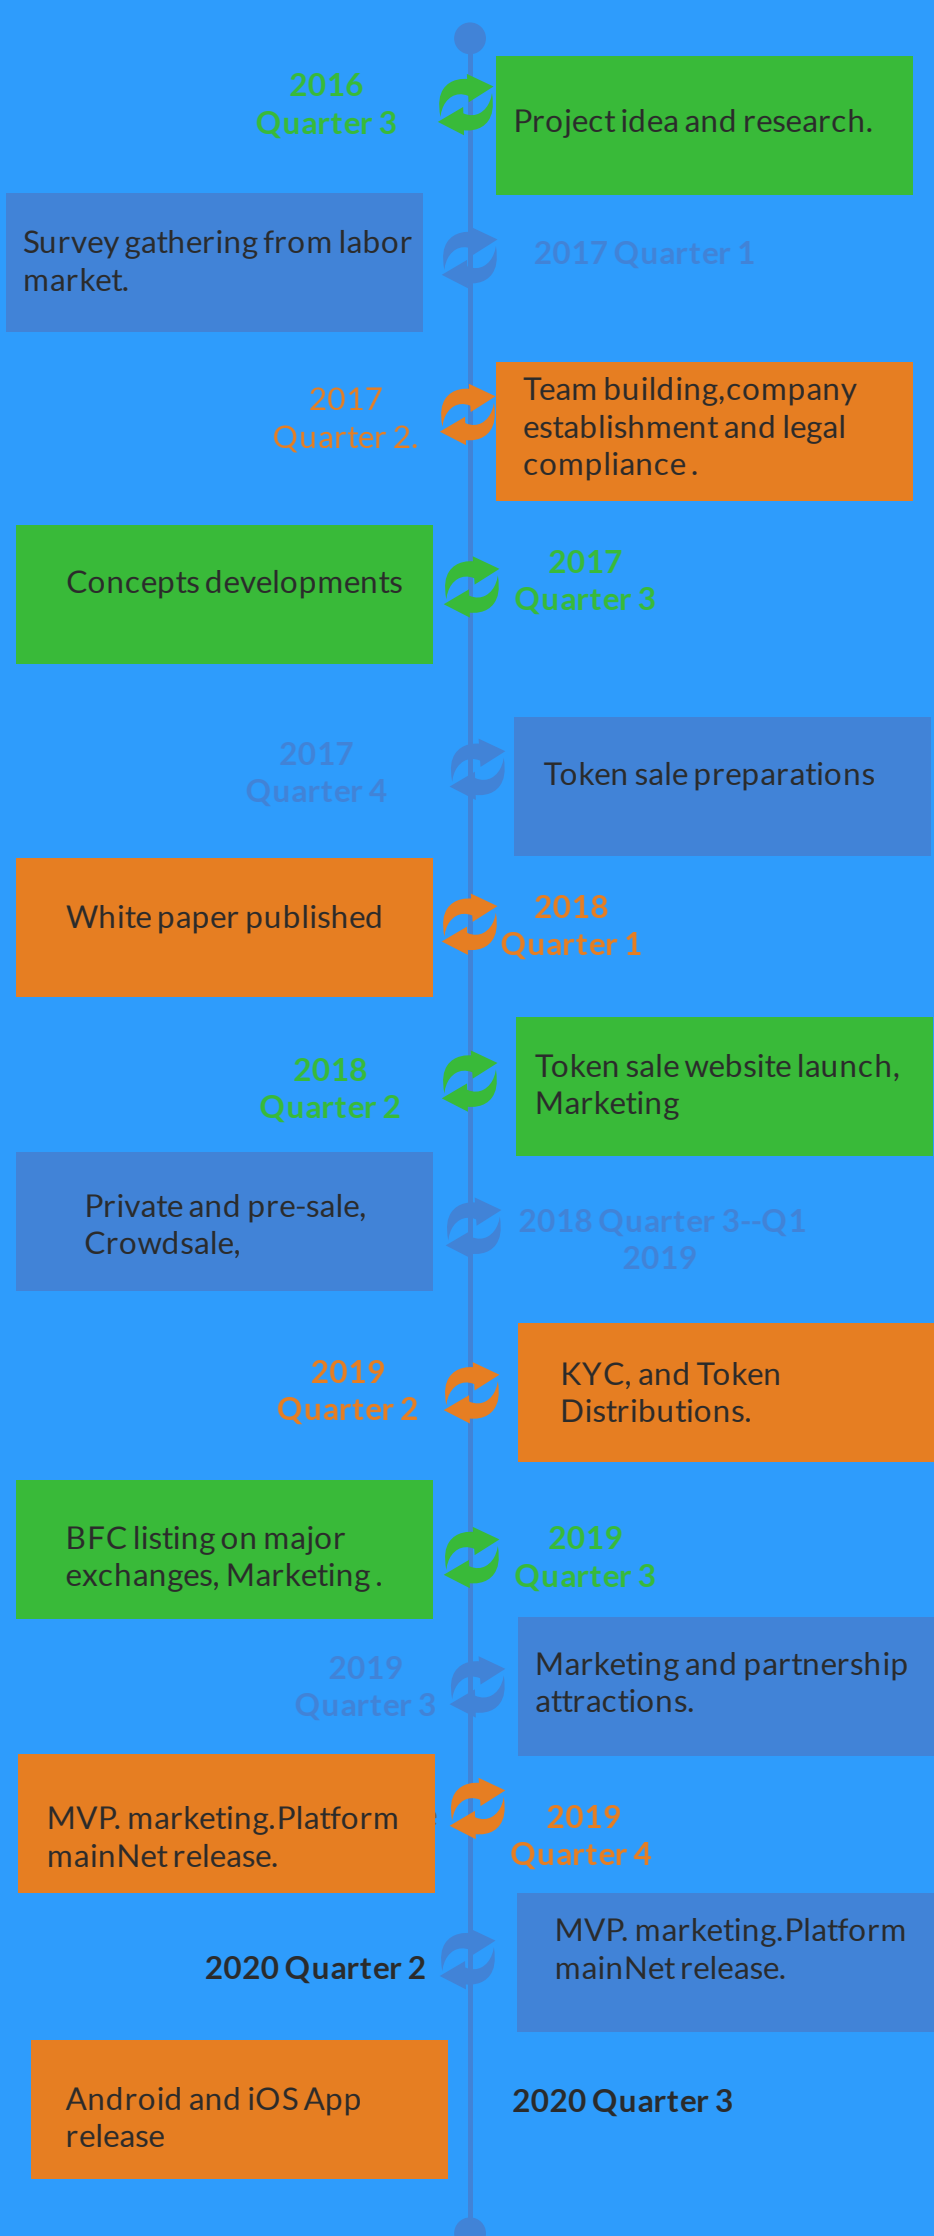 2016
Quarter 3
Project idea and research.
Survey gathering from labor
market.
2017 Quarter 1
2017
Quarter 2.
Team building,company
establishment and legal
compliance .
Concepts developments
2017
Quarter 3
2017
Quarter 4
Token sale preparations
White paper published
2018
Quarter 1
2018
Quarter 2
Token sale website launch,
Marketing
Private and pre-sale,
Crowdsale,
2018 Quarter 3--Q1
2019
2019
Quarter 2
KYC, and Token
Distributions.
BFC listing on major
exchanges, Marketing .
2019
Quarter 3
2019
Quarter 3
Marketing and partnership
attractions.
MVP. marketing.Platform
mainNet release.
2019
Quarter 4
2020 Quarter 2
MVP. marketing.Platform
mainNet release.
Android and iOS App
release
2020 Quarter 3